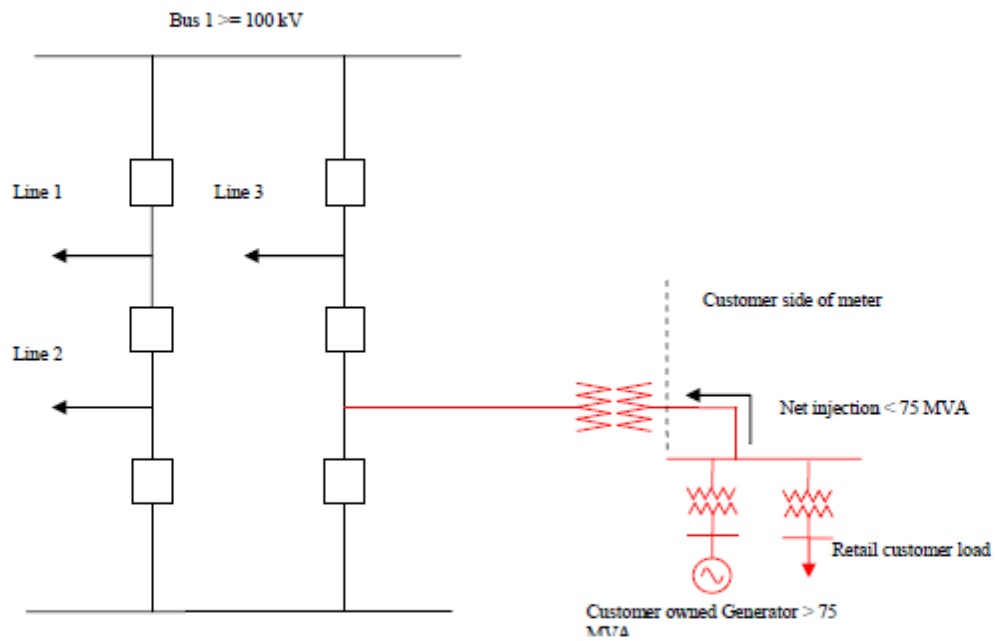 Bus 1 >= 100 kV
Line 1
Line 3
Customer side of meter
Line 2
Net injection < 75 MVA
Retail customer load
Customer owned Generator > 75
MVA